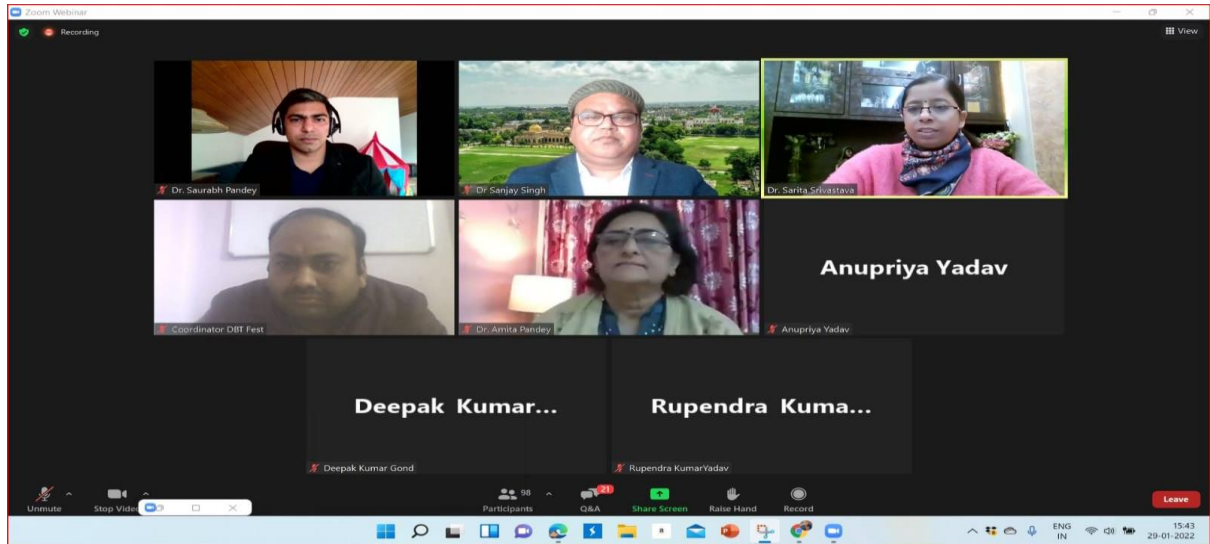 Zoom Webinar
Recording
View
Dr. Saurabh Pandey
Dr Sanjay Singh
Dr. Sarita Srivastava
Coordinator DBT Fest
Dr. Amita Pandey
Anupriya Yadav
Anupriya Yadav
Deepak Kumar...
Deepak Kumar Gond
Rupendra Kuma...
Rupendra KumarYadav
Unmute
Stop Video
98
Participants
21
Q&A
Share Screen
Raise Hand
Record
Leave
ENG
IN
15:43
29-01-2022